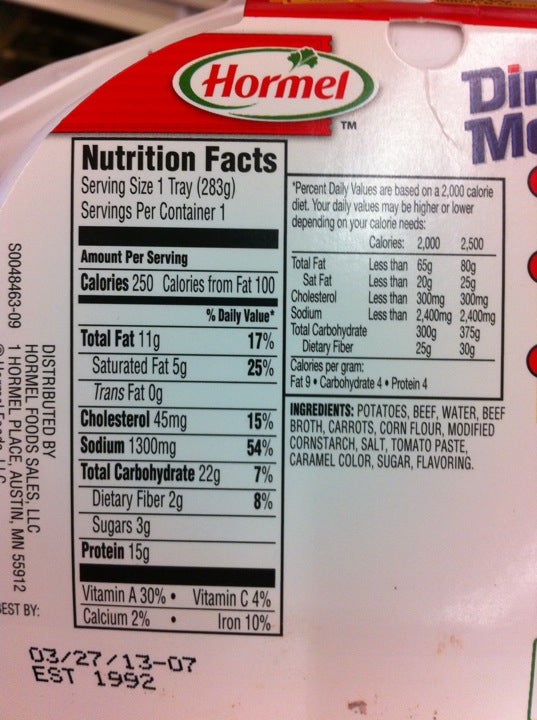 Hormel
TM
Nutrition Facts
Serving Size 1 Tray (283g)
Servings Per Container 1
Amount Per Serving
Calories 250 Calories from Fat 100
% Daily Value*
Total Fat 11g 17%
Saturated Fat 5g 25%
Trans Fat 0g
Cholesterol 45mg 15%
Sodium 1300mg 54%
Total Carbohydrate 22g 7%
Dietary Fiber 2g 8%
Sugars 3g
Protein 15g
Vitamin A 30% • Vitamin C 4%
Calcium 2% • Iron 10%
*Percent Daily Values are based on a 2,000 calorie
diet. Your daily values may be higher or lower
depending on your calorie needs:
Calories: 2,000 2,500
Total Fat Less than 65g 80g
Sat Fat Less than 20g 25g
Cholesterol Less than 300mg 300mg
Sodium Less than 2,400mg 2,400mg
Total Carbohydrate 300g 375g
Dietary Fiber 25g 30g
Calories per gram:
Fat 9 • Carbohydrate 4 • Protein 4
INGREDIENTS: POTATOES, BEEF, WATER, BEEF
BROTH, CARROTS, CORN FLOUR, MODIFIED
CORNSTARCH, SALT, TOMATO PASTE,
CARAMEL COLOR, SUGAR, FLAVORING.
DISTRIBUTED BY
HORMEL FOODS SALES, LLC
1 HORMEL PLACE, AUSTIN, MN 55912
S0048463-09
EST BY:
03/27/13-07
EST 1992